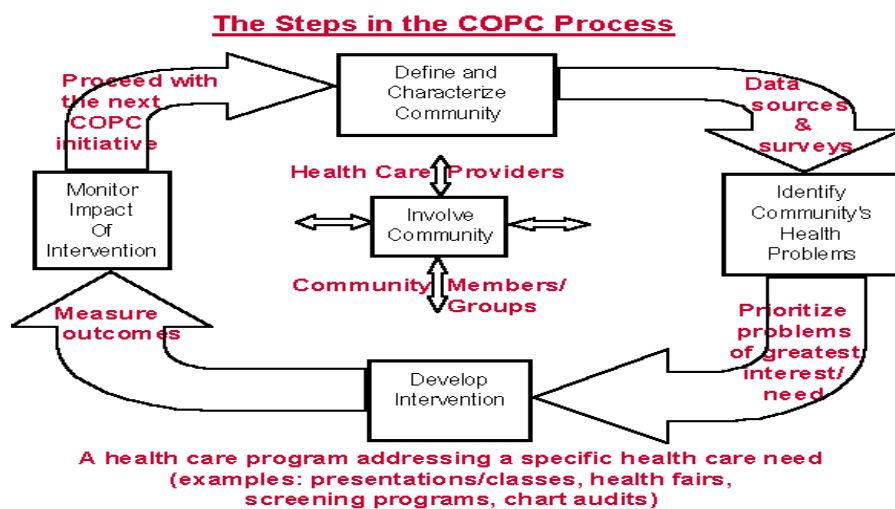 The Steps in the COPC Process
Define and
Characterize
Community
Data
sources
&
surveys
Identify
Community's
Health
Problems
Prioritize
problems
of greatest
interest/
need
Develop
Intervention
A health care program addressing a specific health care need
(examples: presentations/classes, health fairs,
screening programs, chart audits)
Measure
outcomes
Monitor
Impact
Of
Intervention
Proceed with
the next
COPC
initiative
Health Care Providers
Involve
Community
Community Members/
Groups